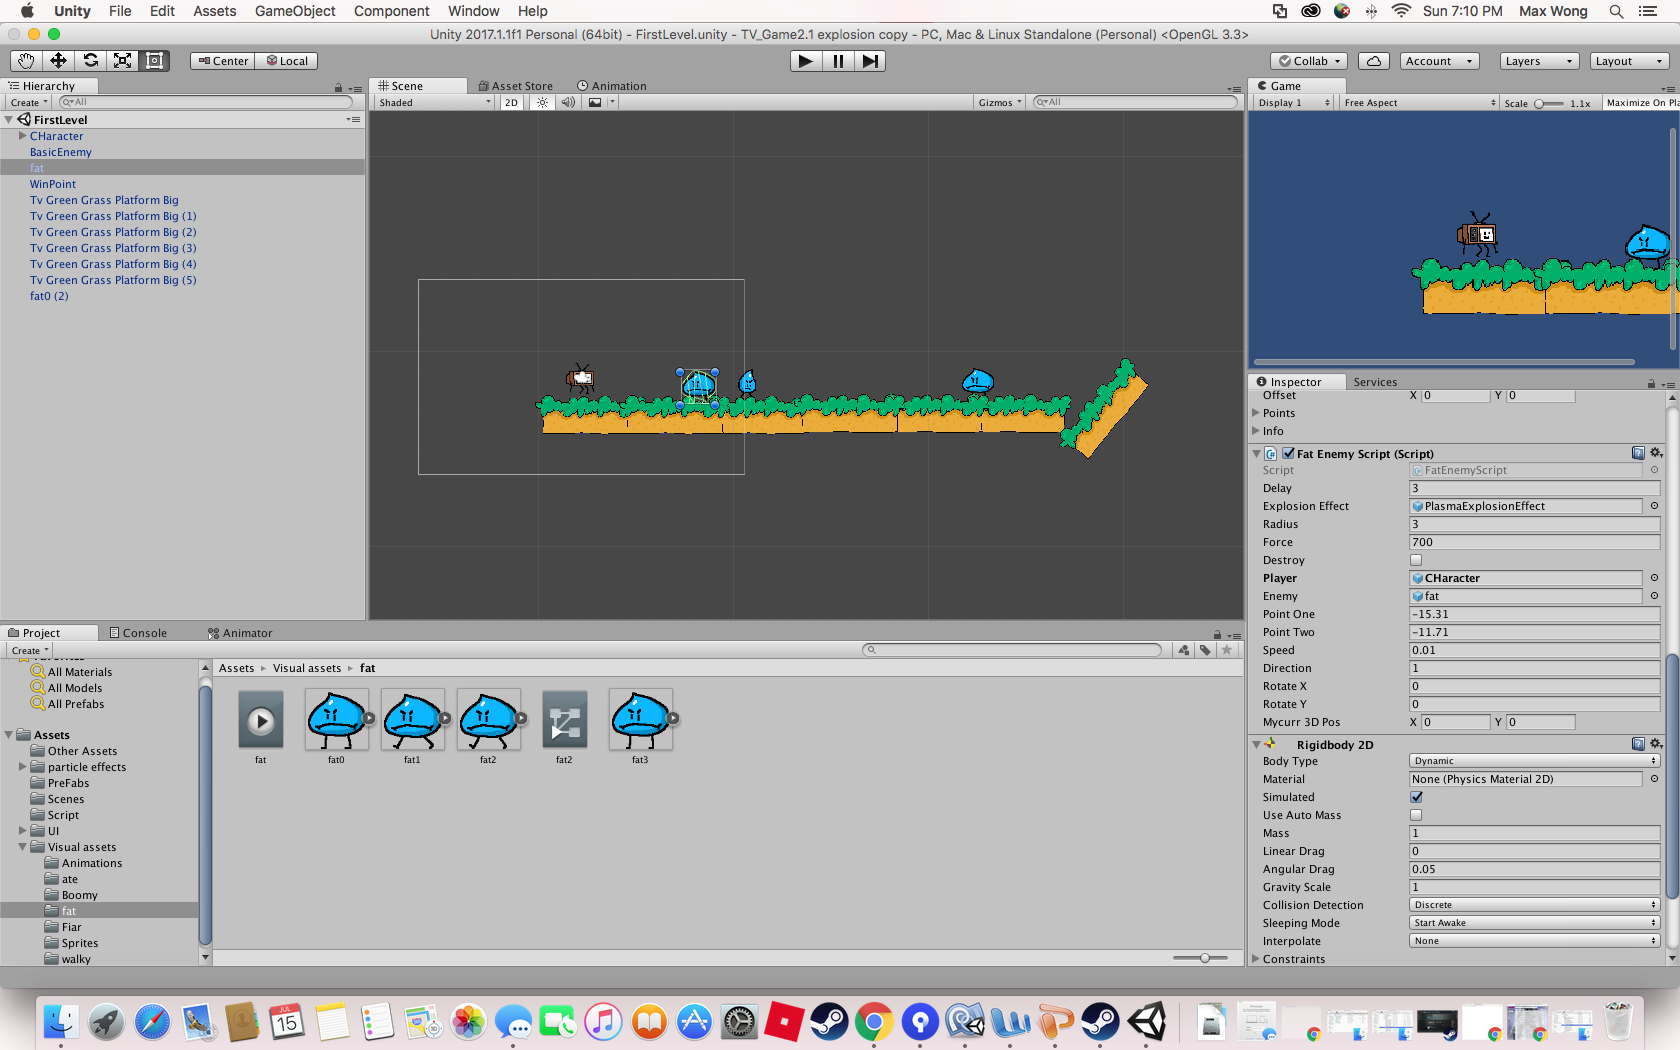 Unity File Edit Assets GameObject Component Window Help Sun 7:10 PM Max Wong
Unity 2017.1.1f1 Personal (64bit) - FirstLevel.unity - TV_Game2.1 explosion copy - PC, Mac & Linux Standalone (Personal) <OpenGL 3.3>
Center Local Collab Account Layers Layout
Hierarchy
Create All
FirstLevel
CHaracter
BasicEnemy
fat
WinPoint
Tv Green Grass Platform Big
Tv Green Grass Platform Big (1)
Tv Green Grass Platform Big (2)
Tv Green Grass Platform Big (3)
Tv Green Grass Platform Big (4)
Tv Green Grass Platform Big (5)
fat0 (2)
Scene Asset Store Animation
Shaded 2D Gizmos All
Game
Display 1 Free Aspect Scale 1.1x Maximize On Pla
Inspector Services
Offset X 0 Y 0
Points
Info
Fat Enemy Script (Script)
Script FatEnemyScript
Delay 3
Explosion Effect PlasmaExplosionEffect
Radius 3
Force 700
Destroy
Player CHaracter
Enemy fat
Point One -15.31
Point Two -11.71
Speed 0.01
Direction 1
Rotate X 0
Rotate Y 0
Mycurr 3D Pos X 0 Y 0
Rigidbody 2D
Body Type Dynamic
Material None (Physics Material 2D)
Simulated
Use Auto Mass
Mass 1
Linear Drag 0
Angular Drag 0.05
Gravity Scale 1
Collision Detection Discrete
Sleeping Mode Start Awake
Interpolate None
Constraints
Project Console Animator
Create
All Materials
All Models
All Prefabs
Assets
Other Assets
particle effects
PreFabs
Scenes
Script
UI
Visual assets
Animations
ate
Boomy
fat
Fiar
Sprites
walky
Assets Visual assets fat
fat fat0 fat1 fat2 fat2 fat3
JUL
15